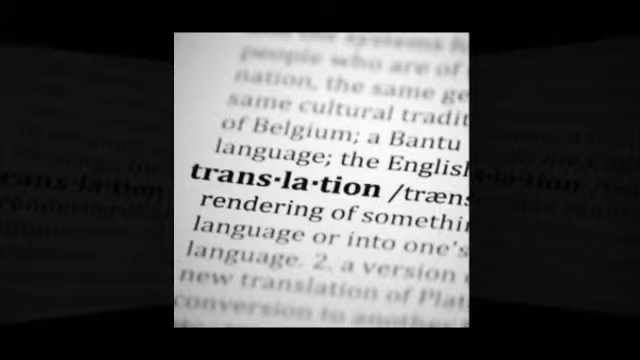 people who are of
nation, the same ge
same cultural tradit
of Belgium; a Bantu
language; the English
trans·la·tion /træns
rendering of somethi
language or into one's
language. 2. a version
new translation of Plat
conversion to another